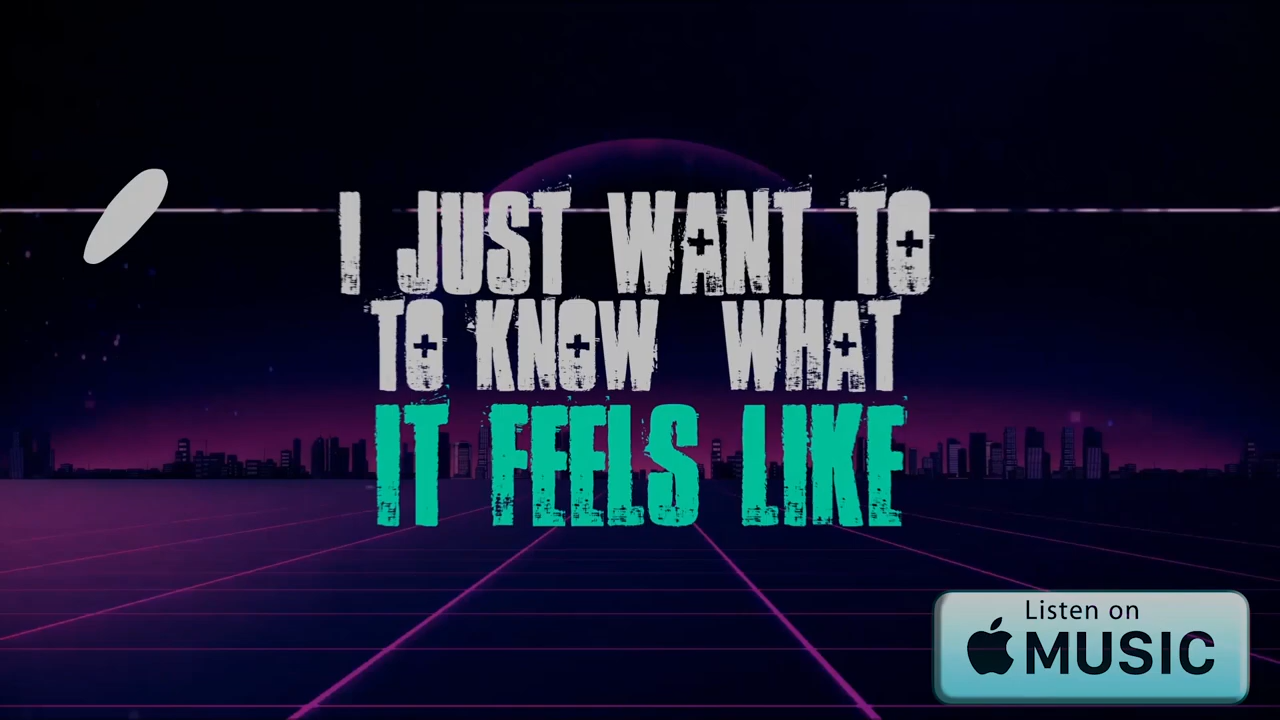 I JUST WANT TO
TO KNOW WHAT
IT FEELS LIKE
Listen on
MUSIC